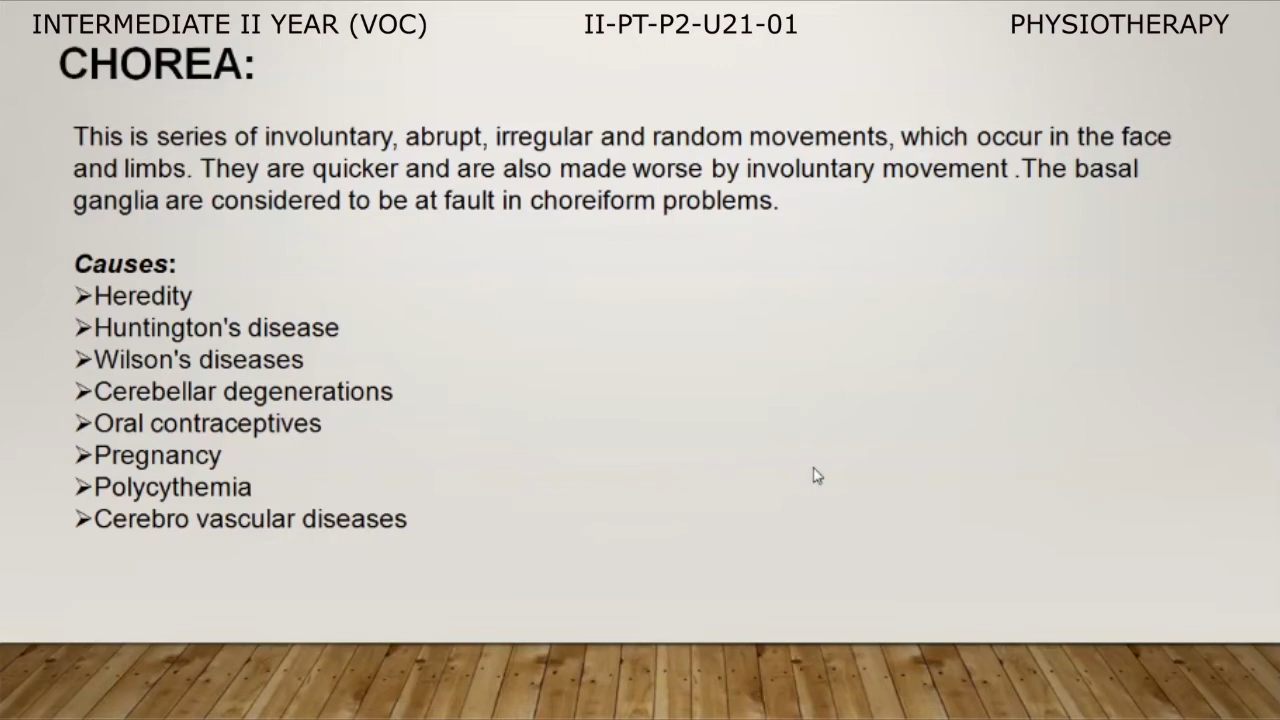 INTERMEDIATE II YEAR (VOC) II-PT-P2-U21-01 PHYSIOTHERAPY
CHOREA:
This is series of involuntary, abrupt, irregular and random movements, which occur in the face
and limbs. They are quicker and are also made worse by involuntary movement .The basal
ganglia are considered to be at fault in choreiform problems.
Causes:
➢Heredity
➢Huntington's disease
➢Wilson's diseases
➢Cerebellar degenerations
➢Oral contraceptives
➢Pregnancy
➢Polycythemia
➢Cerebro vascular diseases